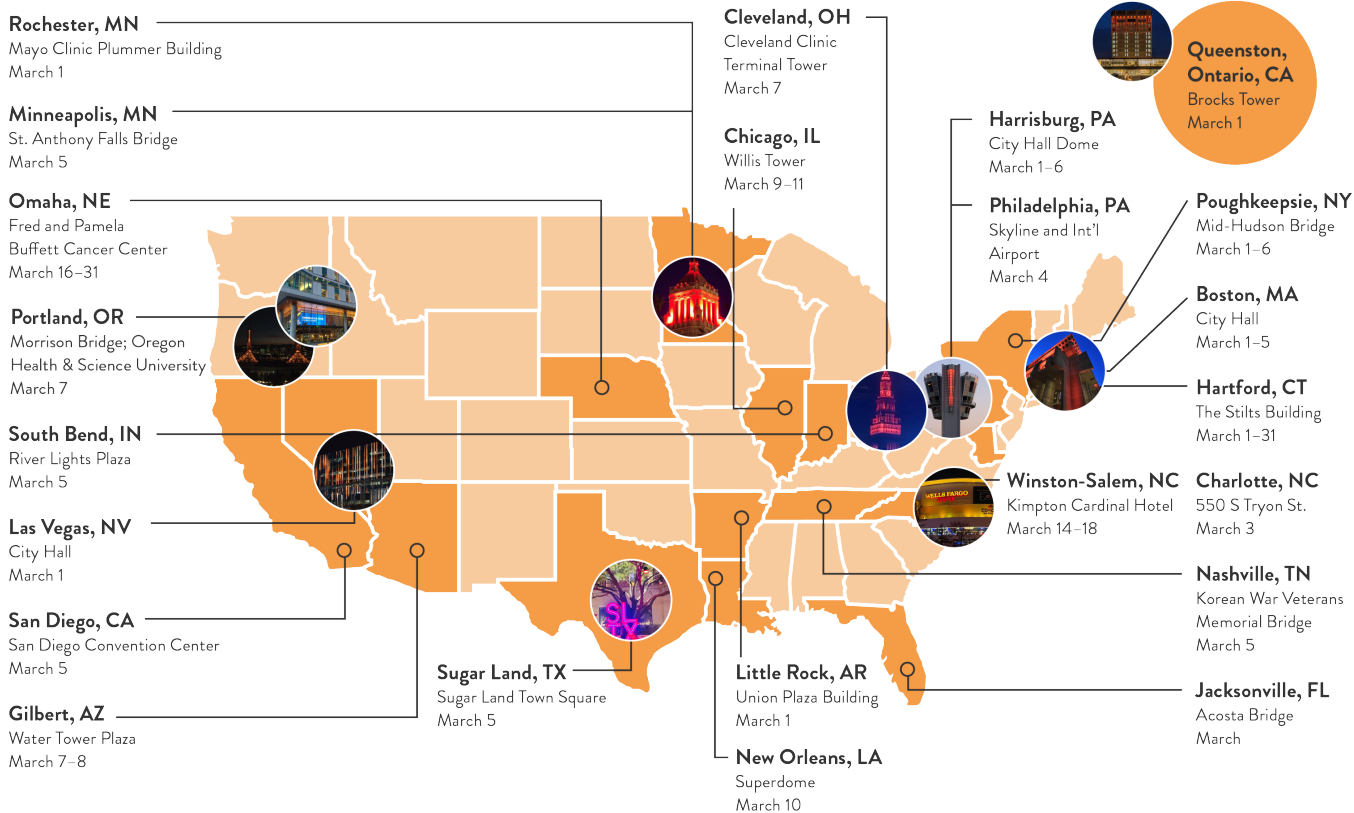 Rochester, MN
Mayo Clinic Plummer Building
March 1
Minneapolis, MN
St. Anthony Falls Bridge
March 5
Omaha, NE
Fred and Pamela
Buffett Cancer Center
March 16–31
Portland, OR
Morrison Bridge; Oregon
Health & Science University
March 7
South Bend, IN
River Lights Plaza
March 5
Las Vegas, NV
City Hall
March 1
San Diego, CA
San Diego Convention Center
March 5
Gilbert, AZ
Water Tower Plaza
March 7–8
Sugar Land, TX
Sugar Land Town Square
March 5
SL
TX
Cleveland, OH
Cleveland Clinic
Terminal Tower
March 7
Chicago, IL
Willis Tower
March 9–11
Little Rock, AR
Union Plaza Building
March 1
New Orleans, LA
Superdome
March 10
Harrisburg, PA
City Hall Dome
March 1–6
Philadelphia, PA
Skyline and Int'l
Airport
March 4
Queenston,
Ontario, CA
Brocks Tower
March 1
Poughkeepsie, NY
Mid-Hudson Bridge
March 1–6
Boston, MA
City Hall
March 1–5
Hartford, CT
The Stilts Building
March 1–31
WELLS FARGO
Winston-Salem, NC
Kimpton Cardinal Hotel
March 14–18
Charlotte, NC
550 S Tryon St.
March 3
Nashville, TN
Korean War Veterans
Memorial Bridge
March 5
Jacksonville, FL
Acosta Bridge
March